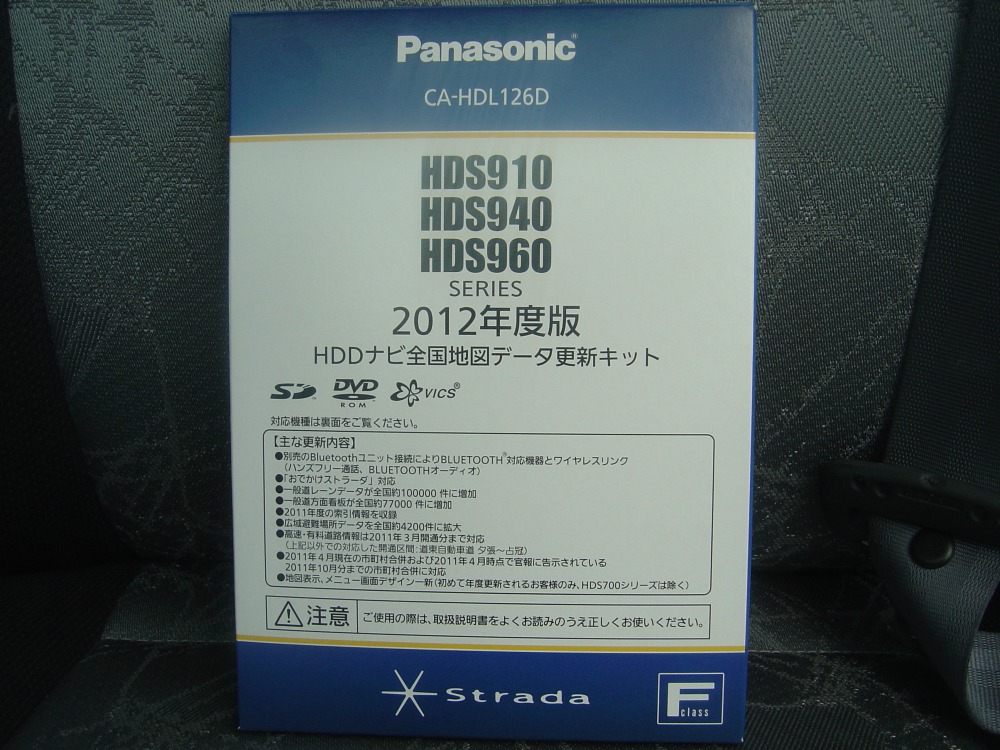 Panasonic®
CA-HDL126D
HDS910
HDS940
HDS960
SERIES
2012年度版
HDDナビ全国地図データ更新キット
SD DVD ROM VICS®
対応機種は裏面をご覧ください。
【主な更新内容】
●別売のBluetoothユニット接続によりBLUETOOTH®対応機器とワイヤレスリンク
（ハンズフリー通話、BLUETOOTHオーディオ）
●「おでかけストラーダ」対応
●一般道レーンデータが全国約100000 件に増加
●一般道方面看板が全国約77000 件に増加
●2011年度の索引情報を収録
●広域避難場所データを全国約4200件に拡大
●高速・有料道路情報は2011年3月開通分まで対応
（上記以外での対応した開通区間：道東自動車道 夕張～占冠）
●2011年4月現在の市町村合併および2011年4月時点で官報に告示されている
2011年10月分までの市町村合併に対応
●地図表示、メニュー画面デザイン一新（初めて年度更新されるお客様のみ、HDS700シリーズは除く）
注意 ご使用の際は、取扱説明書をよくお読みのうえ正しくお使いください。
Strada
F class